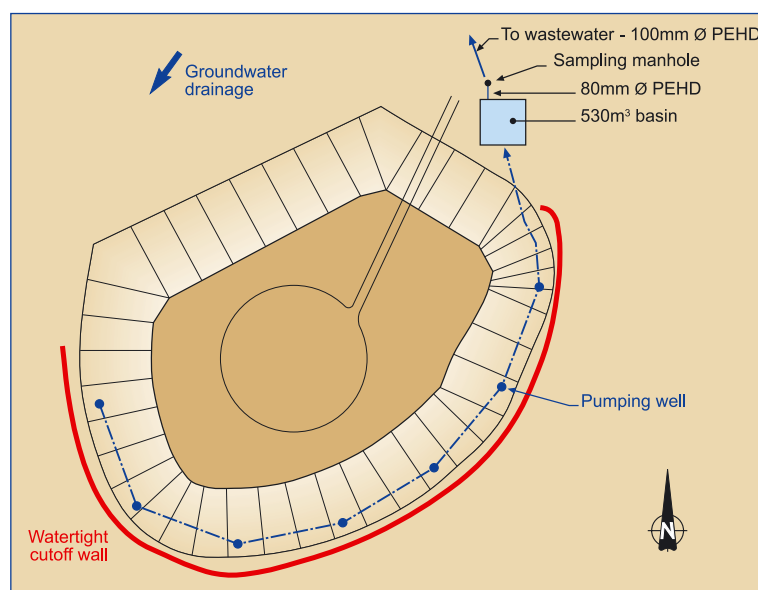 To wastewater - 100mm Ø PEHD
Sampling manhole
80mm Ø PEHD
530m³ basin
Groundwater
drainage
Pumping well
Watertight
cutoff wall
N